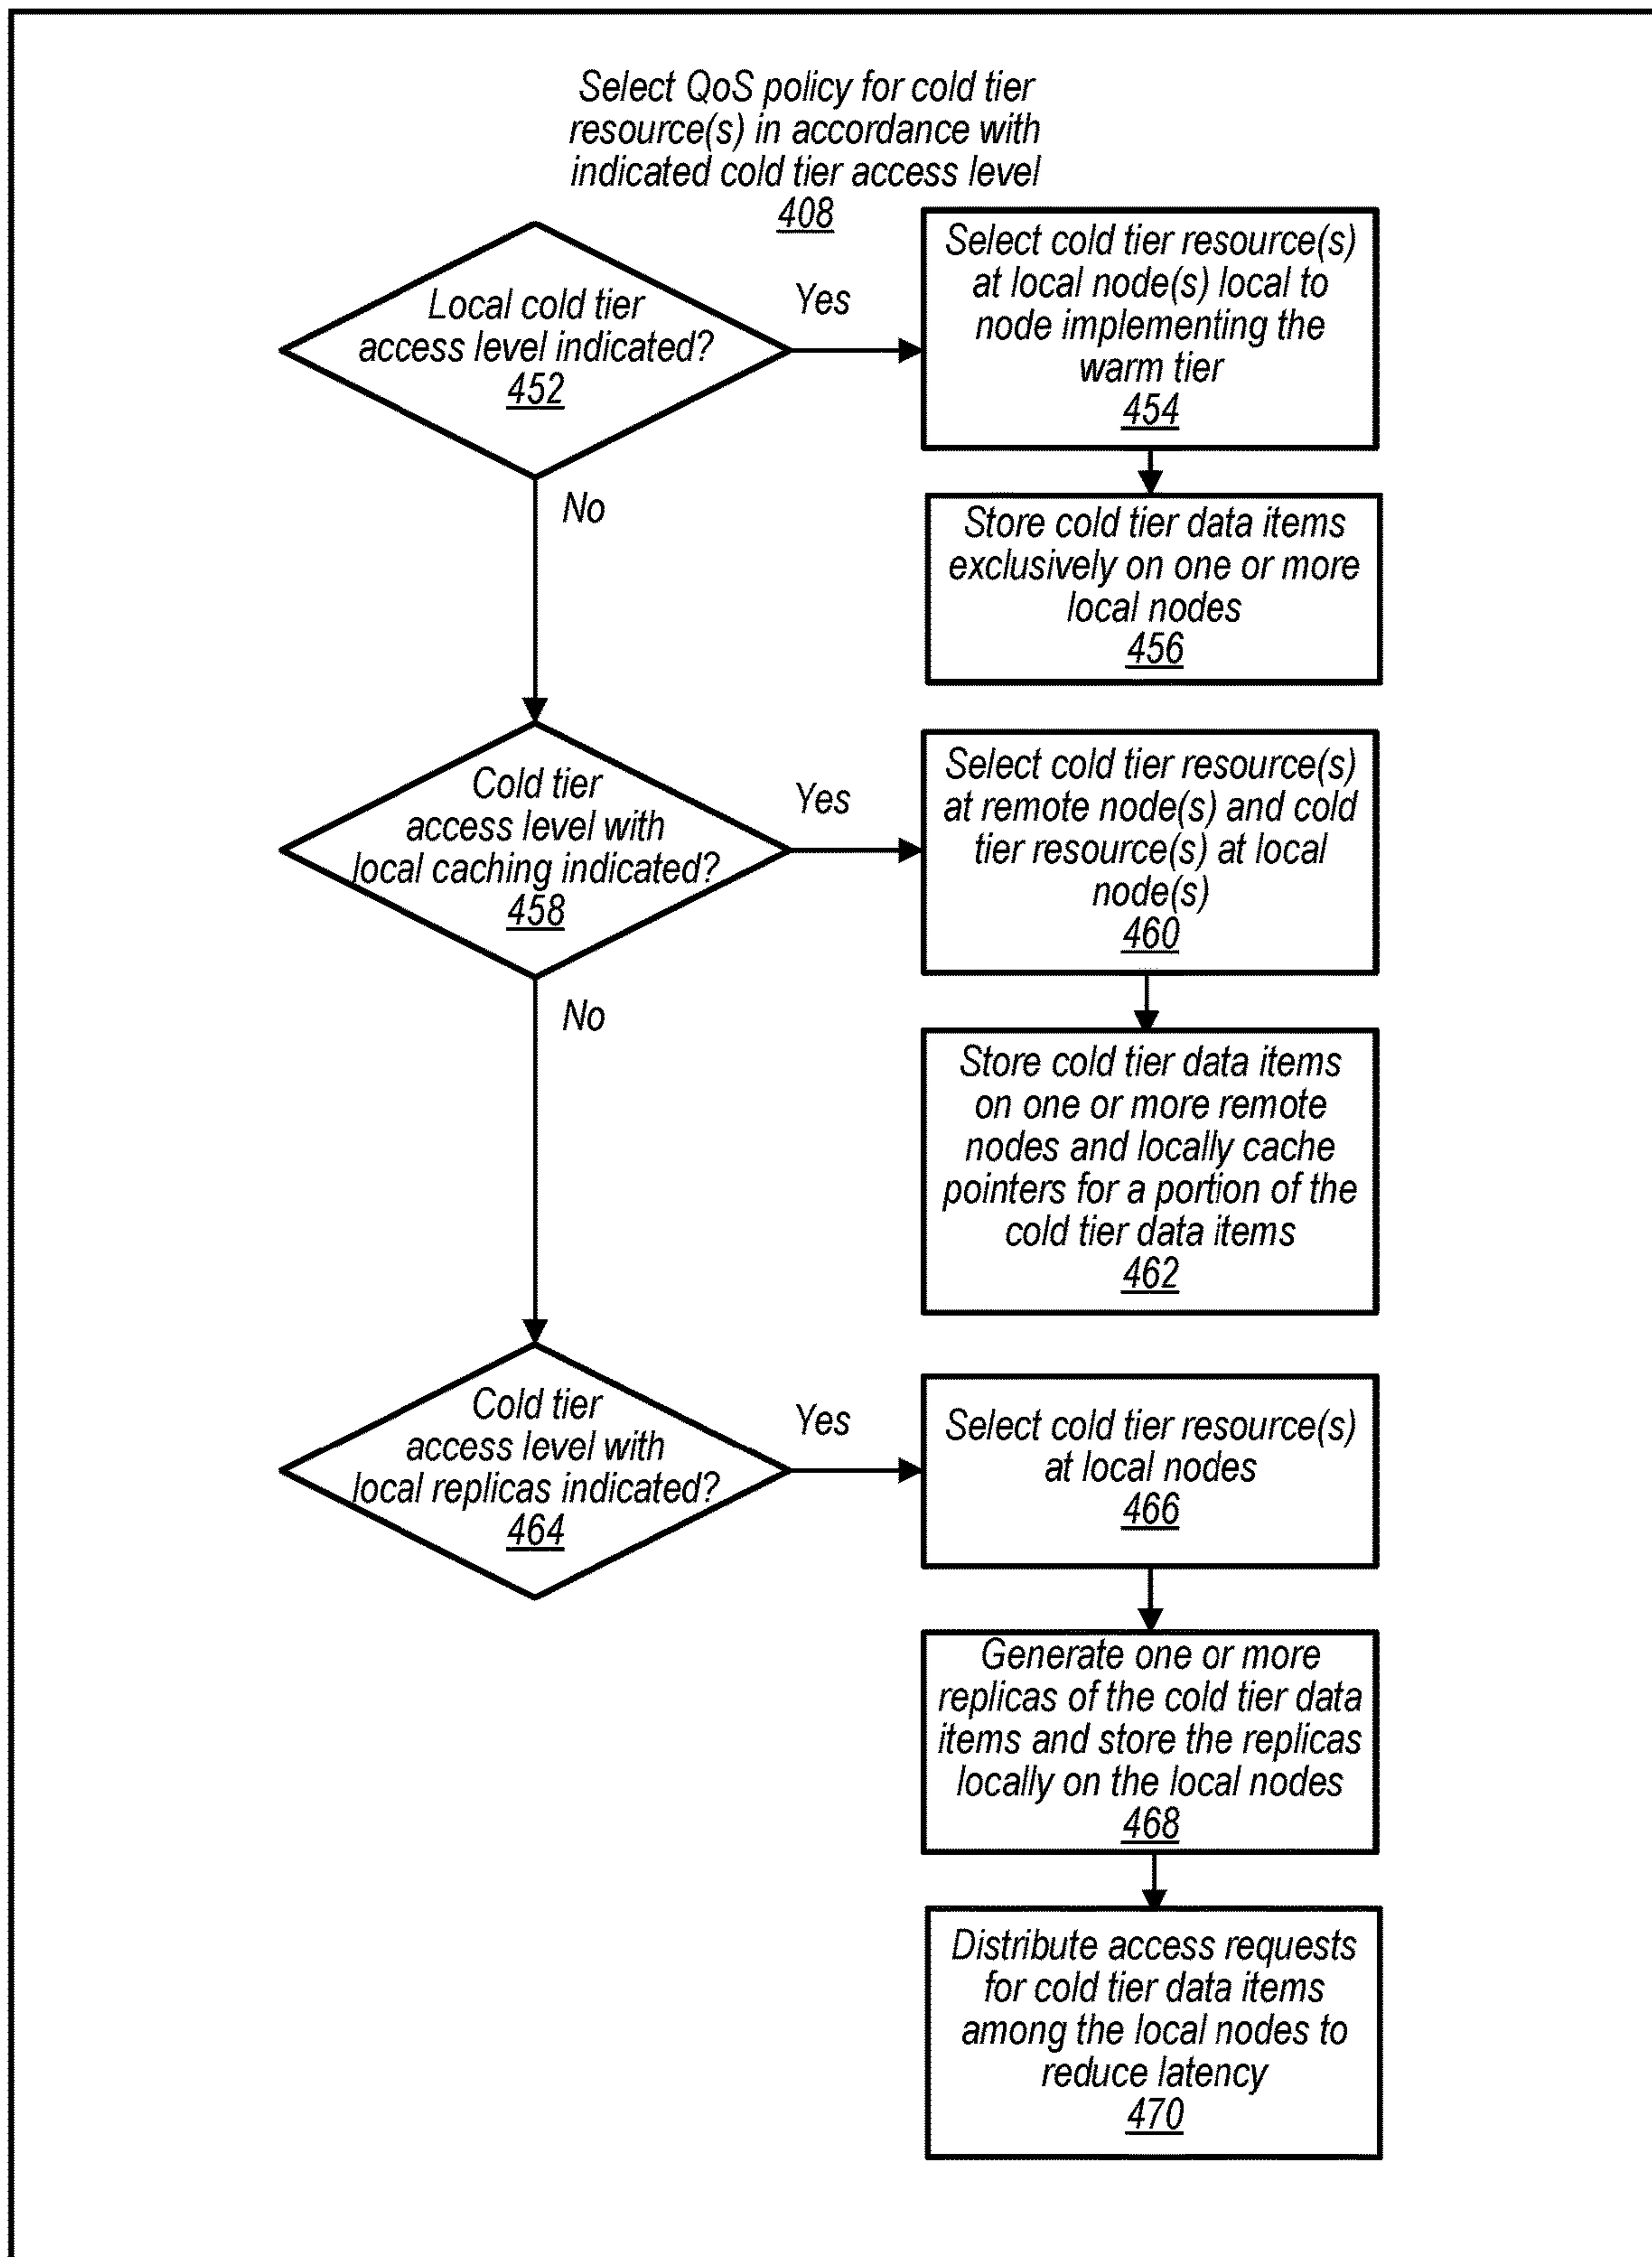 Select QoS policy for cold tier
resource(s) in accordance with
indicated cold tier access level
408
Local cold tier
access level indicated?
452
Yes
Select cold tier resource(s)
at local node(s) local to
node implementing the
warm tier
454
No
Store cold tier data items
exclusively on one or more
local nodes
456
Cold tier
access level with
local caching indicated?
458
Yes
Select cold tier resource(s)
at remote node(s) and cold
tier resource(s) at local
node(s)
460
No
Store cold tier data items
on one or more remote
nodes and locally cache
pointers for a portion of the
cold tier data items
462
Cold tier
access level with
local replicas indicated?
464
Yes
Select cold tier resource(s)
at local nodes
466
Generate one or more
replicas of the cold tier data
items and store the replicas
locally on the local nodes
468
Distribute access requests
for cold tier data items
among the local nodes to
reduce latency
470